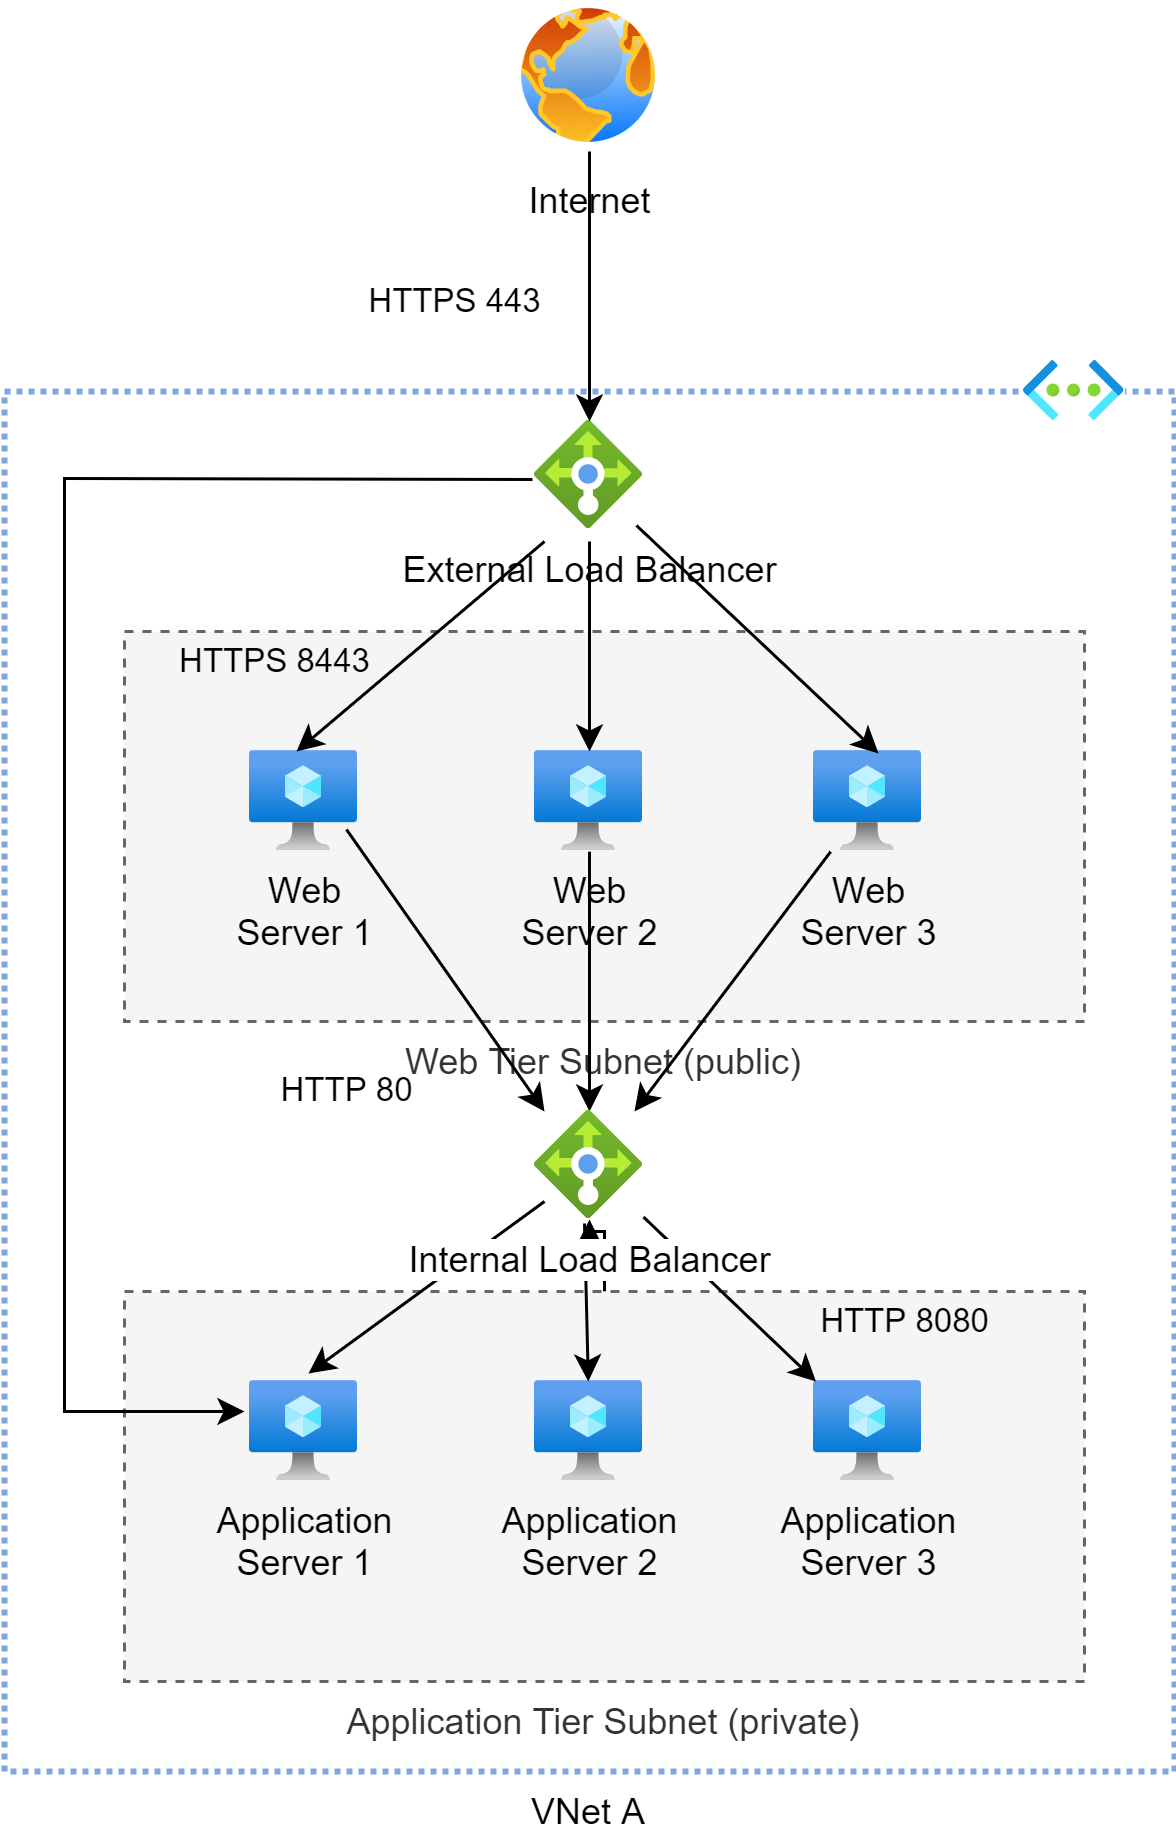 Internet
HTTPS 443
External Load Balancer
HTTPS 8443
Web
Server 1
Web
Server 2
Web
Server 3
Web Tier Subnet (public)
HTTP 80
Internal Load Balancer
HTTP 8080
Application
Server 1
Application
Server 2
Application
Server 3
Application Tier Subnet (private)
VNet A